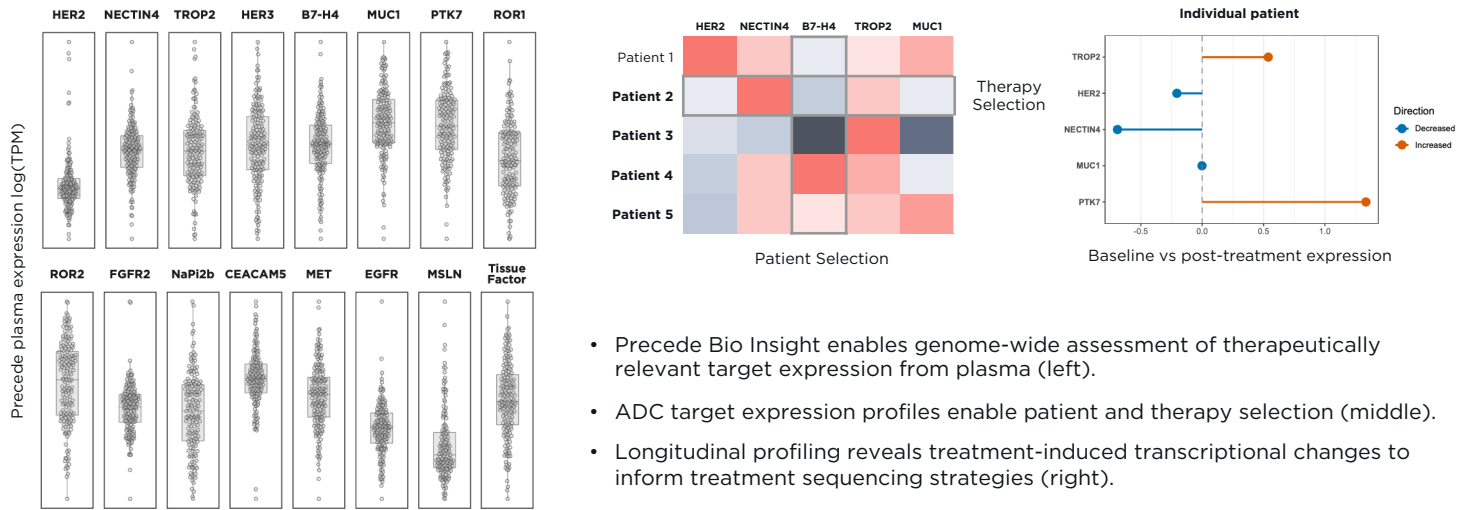 HER2 NECTIN4 TROP2 HER3 B7-H4 MUC1 PTK7 ROR1
ROR2 FGFR2 NaPi2b CEACAM5 MET EGFR MSLN Tissue Factor
Precede plasma expression log(TPM)
HER2 NECTIN4 B7-H4 TROP2 MUC1
Patient 1
Patient 2
Patient 3
Patient 4
Patient 5
Therapy
Selection
Patient Selection
Individual patient
TROP2
HER2
NECTIN4
MUC1
PTK7
-0.5 0.0 0.5 1.0
Direction
Decreased
Increased
Baseline vs post-treatment expression
• Precede Bio Insight enables genome-wide assessment of therapeutically
relevant target expression from plasma (left).
• ADC target expression profiles enable patient and therapy selection (middle).
• Longitudinal profiling reveals treatment-induced transcriptional changes to
inform treatment sequencing strategies (right).